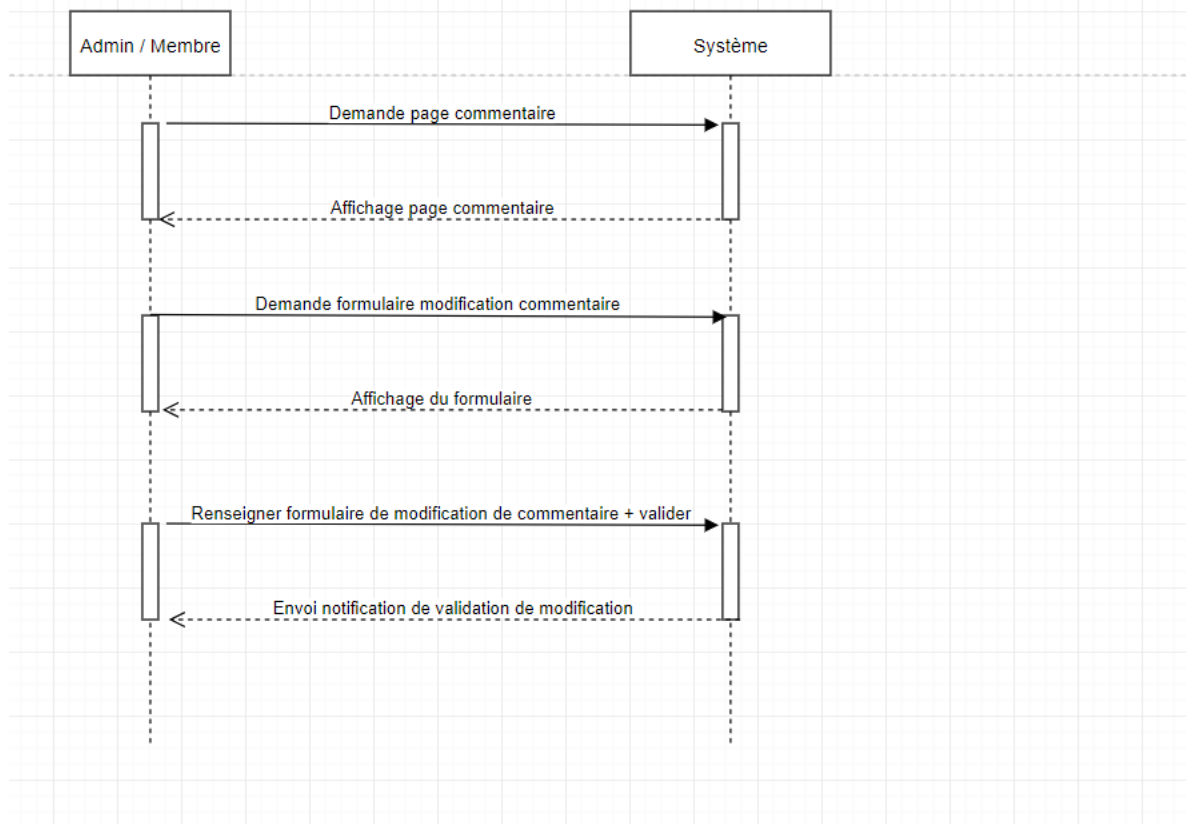 Admin / Membre
Système
Demande page commentaire
Affichage page commentaire
Demande formulaire modification commentaire
Affichage du formulaire
Renseigner formulaire de modification de commentaire + valider
Envoi notification de validation de modification